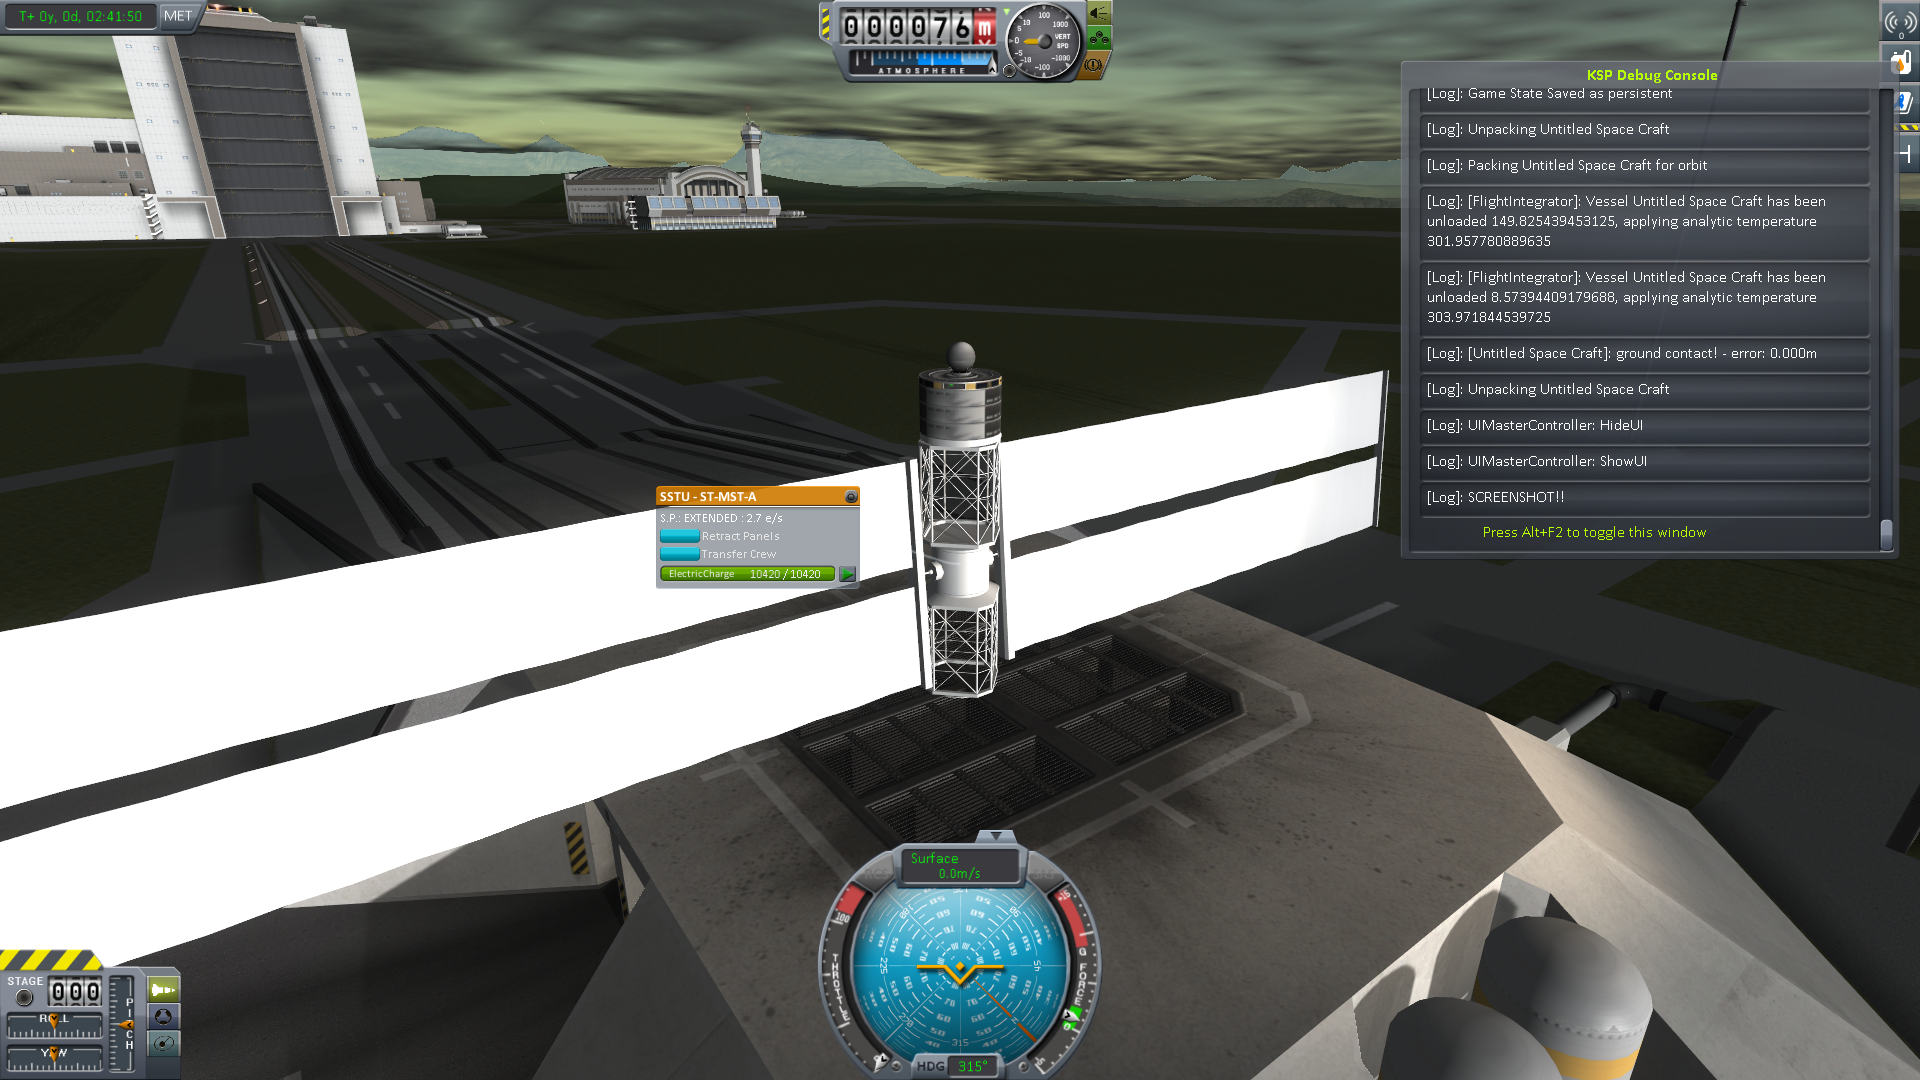 T+ 0y, 0d, 02:41:50 MET
000076 m
ATMOSPHERE
VERT SPD
KSP Debug Console
[Log]: Game State Saved as persistent
[Log]: Unpacking Untitled Space Craft
[Log]: Packing Untitled Space Craft for orbit
[Log]: [FlightIntegrator]: Vessel Untitled Space Craft has been
unloaded 149.825439453125, applying analytic temperature
301.957780889635
[Log]: [FlightIntegrator]: Vessel Untitled Space Craft has been
unloaded 8.57394409179688, applying analytic temperature
303.971844539725
[Log]: [Untitled Space Craft]: ground contact! - error: 0.000m
[Log]: Unpacking Untitled Space Craft
[Log]: UIMasterController: HideUI
[Log]: UIMasterController: ShowUI
[Log]: SCREENSHOT!!
Press Alt+F2 to toggle this window
SSTU - ST-MST-A
S.P.: EXTENDED : 2.7 e/s
Retract Panels
Transfer Crew
ElectricCharge 10420 / 10420
Surface
0.0m/s
THROTTLE
G FORCE
HDG 315°
STAGE 000
ROLL
YAW
PITCH